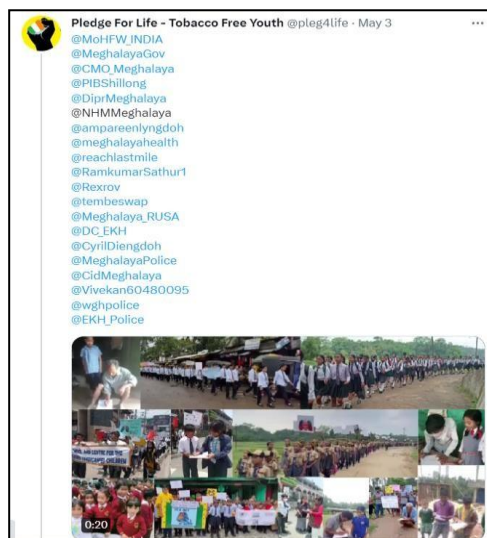 Pledge For Life - Tobacco Free Youth @pleg4life · May 3 ...
@MoHFW_INDIA
@MeghalayaGov
@CMO_Meghalaya
@PIBShillong
@DiprMeghalaya
@NHMMeghalaya
@ampareenlyngdoh
@meghalayahealth
@reachlastmile
@RamkumarSathur1
@Rexrov
@tembeswap
@Meghalaya_RUSA
@DC_EKH
@CyrilDiengdoh
@MeghalayaPolice
@CidMeghalaya
@Vivekan60480095
@wghpolice
@EKH_Police
0:20